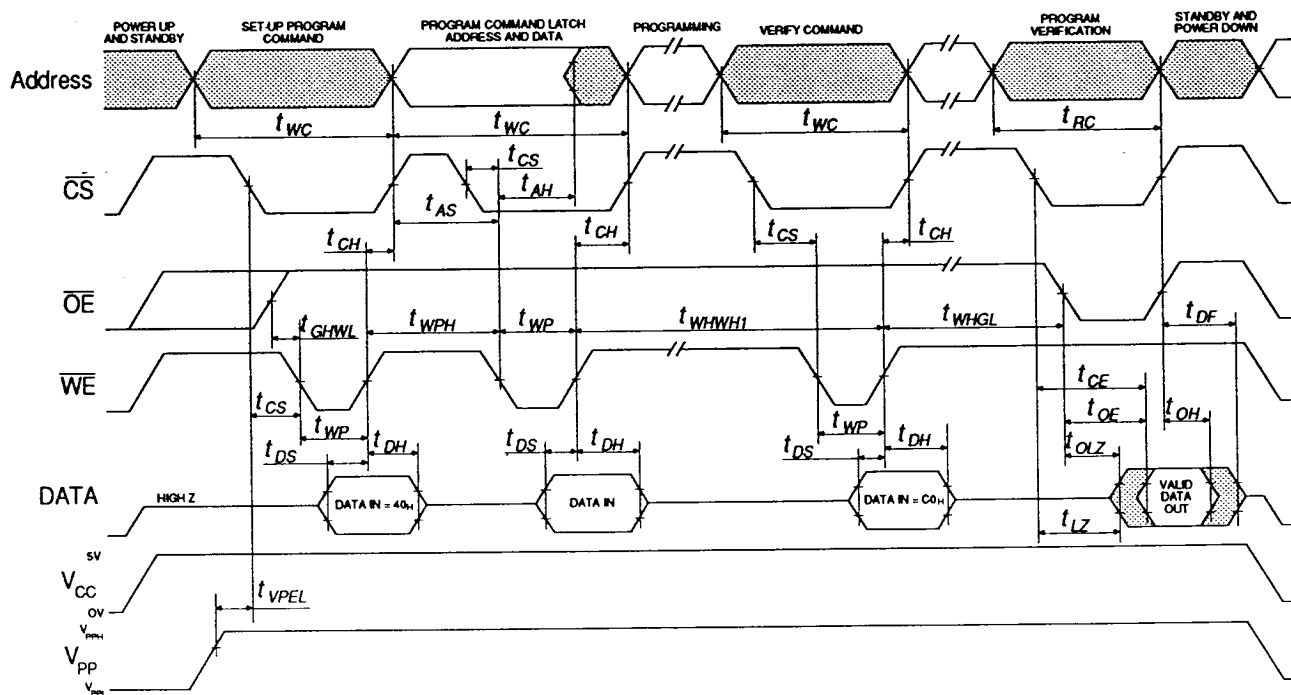 POWER UP
AND STANDBY
SET-UP PROGRAM
COMMAND
PROGRAM COMMAND LATCH
ADDRESS AND DATA
PROGRAMMING
VERIFY COMMAND
PROGRAM
VERIFICATION
STANDBY AND
POWER DOWN
Address
tWC
tWC
tWC
tRC
CS
tCS
tAH
tAS
tCH
tCH
tCS
tCH
OE
tGHWL
tWPH
tWP
tWHWH1
tWHGL
tDF
WE
tCS
tWP
tDS
tDH
tDS
tDH
tWP
tDS
tDH
tCE
tOE
tOH
tOLZ
DATA
HIGH Z
DATA IN = 40H
DATA IN
DATA IN = C0H
VALID
DATA
OUT
tLZ
5V
VCC
0V
tVPEL
VPPH
VPP
VPPL